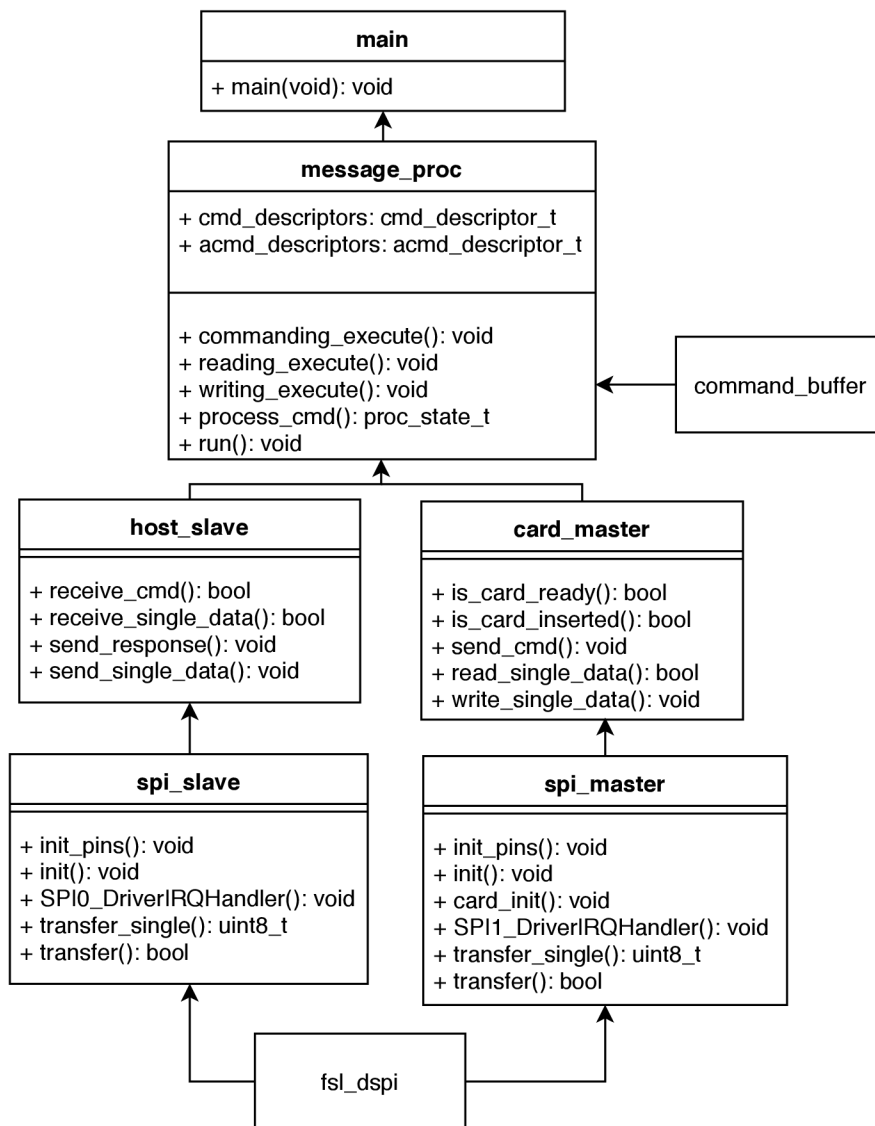 main
+ main(void): void
message_proc
+ cmd_descriptors: cmd_descriptor_t
+ acmd_descriptors: acmd_descriptor_t
+ commanding_execute(): void
+ reading_execute(): void
+ writing_execute(): void
+ process_cmd(): proc_state_t
+ run(): void
command_buffer
host_slave
+ receive_cmd(): bool
+ receive_single_data(): bool
+ send_response(): void
+ send_single_data(): void
card_master
+ is_card_ready(): bool
+ is_card_inserted(): bool
+ send_cmd(): void
+ read_single_data(): bool
+ write_single_data(): void
spi_slave
+ init_pins(): void
+ init(): void
+ SPI0_DriverIRQHandler(): void
+ transfer_single(): uint8_t
+ transfer(): bool
spi_master
+ init_pins(): void
+ init(): void
+ card_init(): void
+ SPI1_DriverIRQHandler(): void
+ transfer_single(): uint8_t
+ transfer(): bool
fsl_dspi